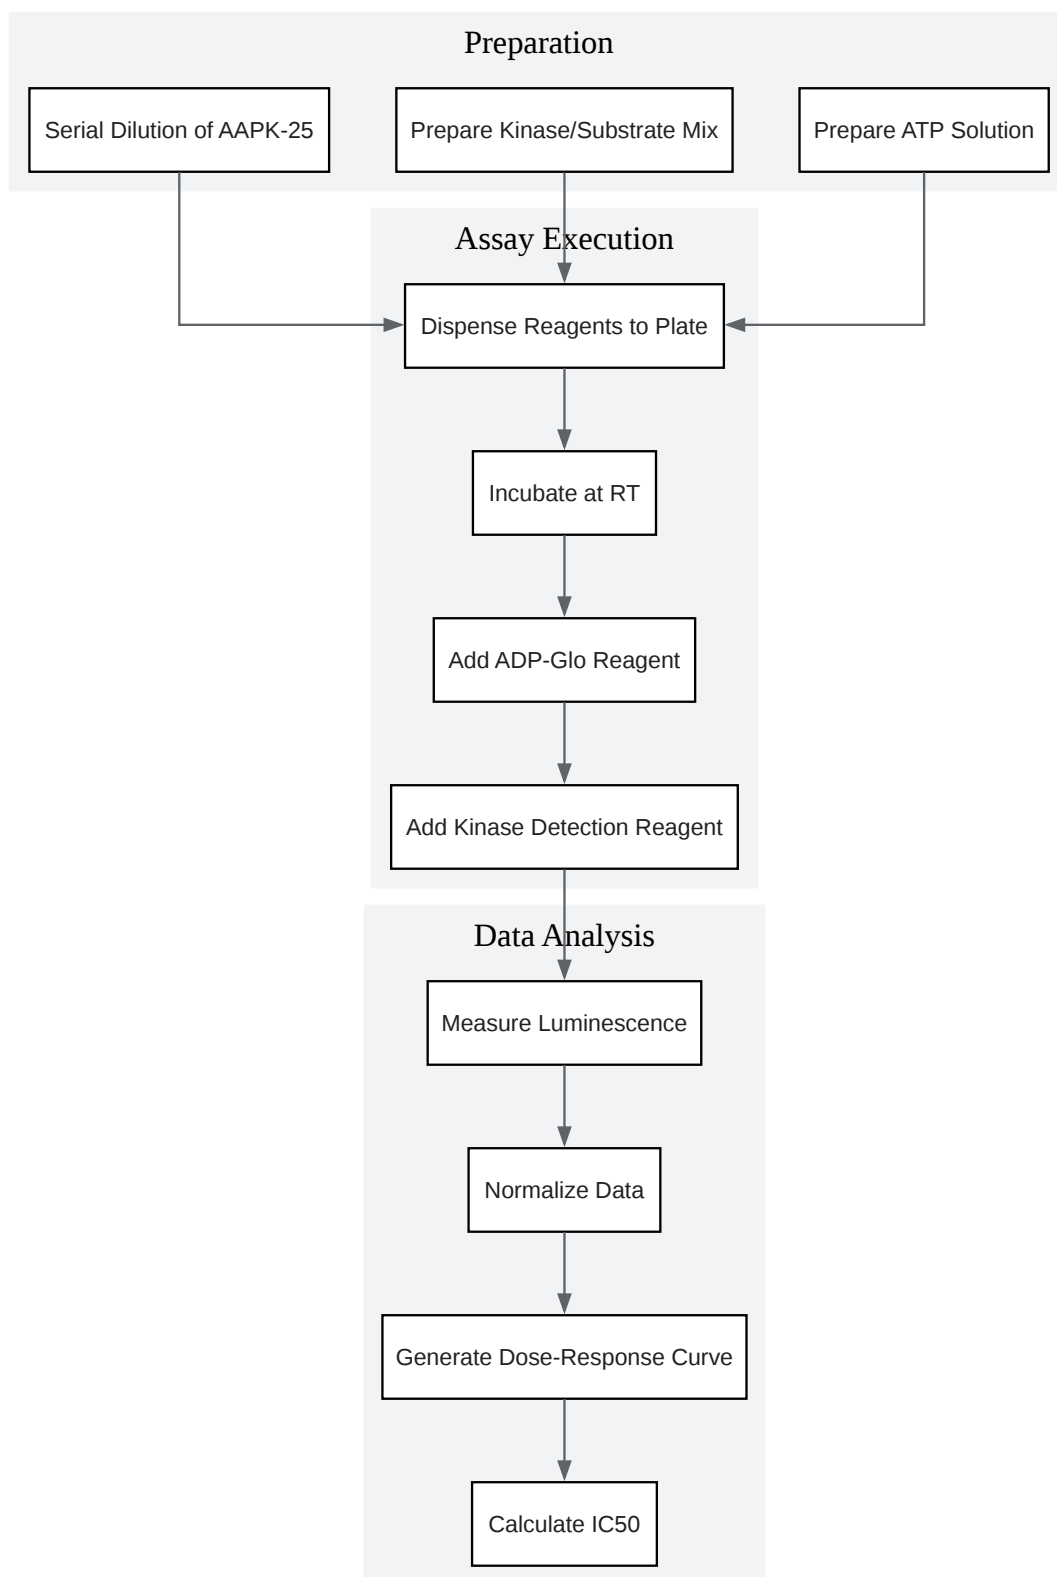 Preparation
Serial Dilution of AAPK-25
Prepare Kinase/Substrate Mix
Prepare ATP Solution
Assay Execution
Dispense Reagents to Plate
Incubate at RT
Add ADP-Glo Reagent
Add Kinase Detection Reagent
Data Analysis
Measure Luminescence
Normalize Data
Generate Dose-Response Curve
Calculate IC50